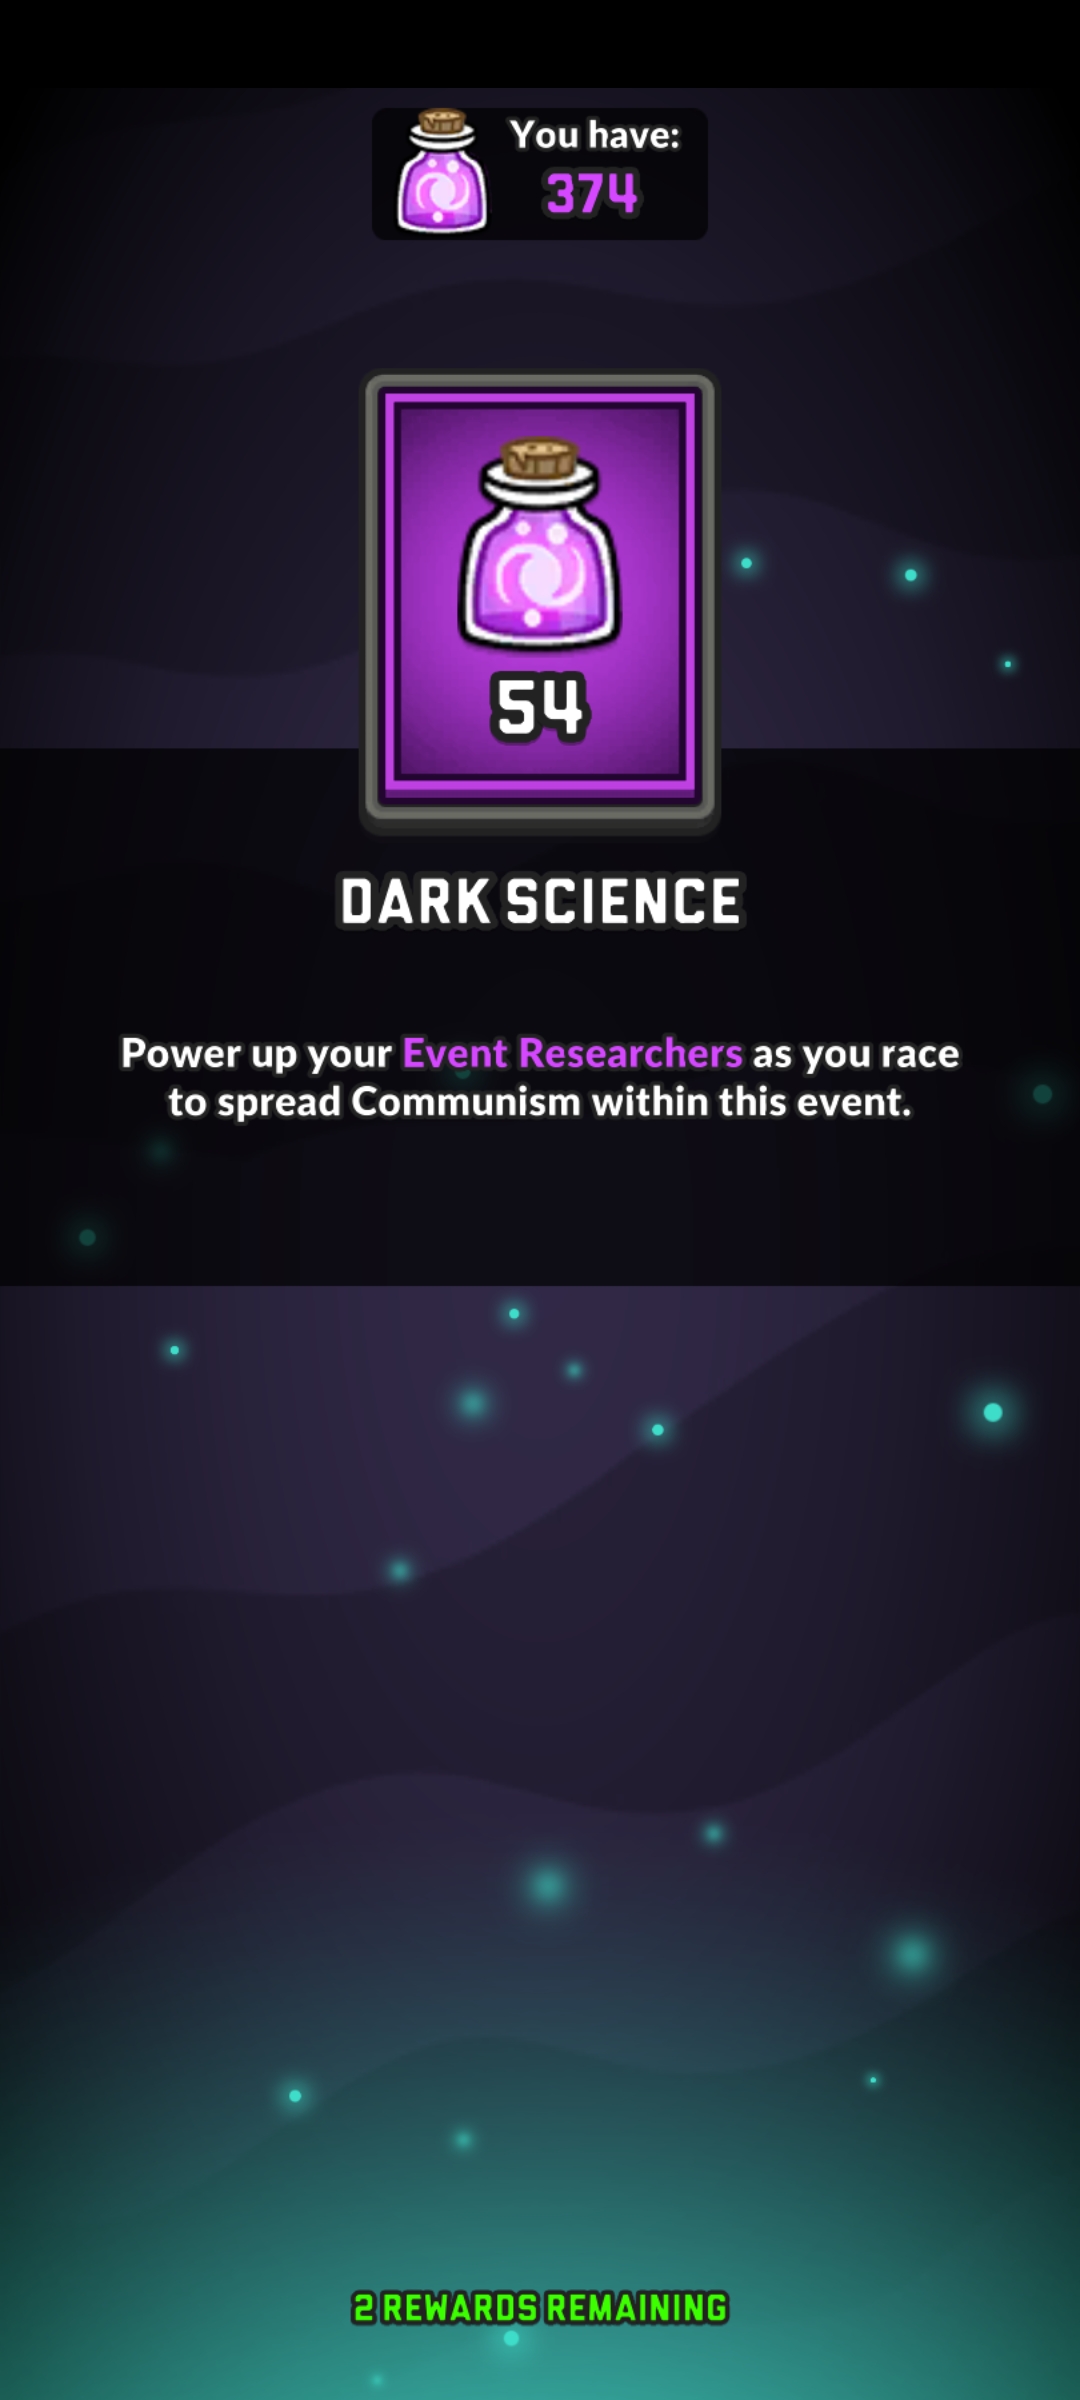 You have:
374
54
DARK SCIENCE
Power up your Event Researchers as you race
to spread Communism within this event.
2 REWARDS REMAINING